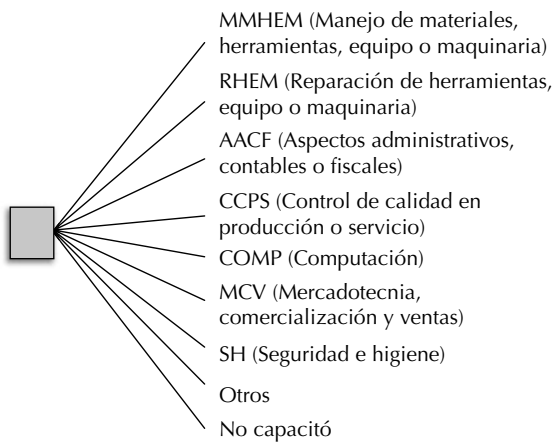 MMHEM (Manejo de materiales,
herramientas, equipo o maquinaria)
RHEM (Reparación de herramientas,
equipo o maquinaria)
AACF (Aspectos administrativos,
contables o fiscales)
CCPS (Control de calidad en
producción o servicio)
COMP (Computación)
MCV (Mercadotecnia,
comercialización y ventas)
SH (Seguridad e higiene)
Otros
No capacitó